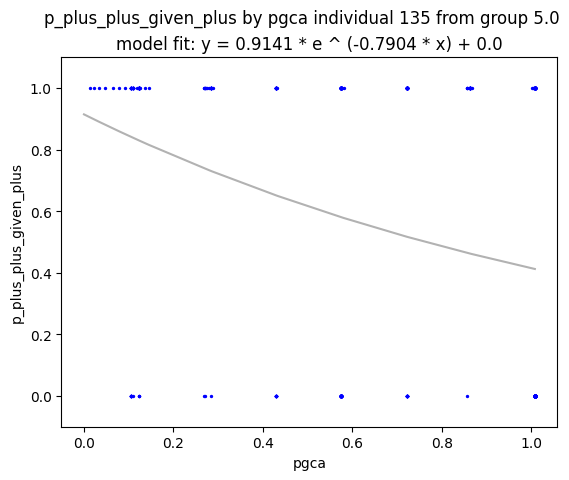 p_plus_plus_given_plus by pgca individual 135 from group 5.0
model fit: y = 0.9141 * e ^ (-0.7904 * x) + 0.0
p_plus_plus_given_plus
1.0
0.8
0.6
0.4
0.2
0.0
0.0 0.2 0.4 0.6 0.8 1.0
pgca